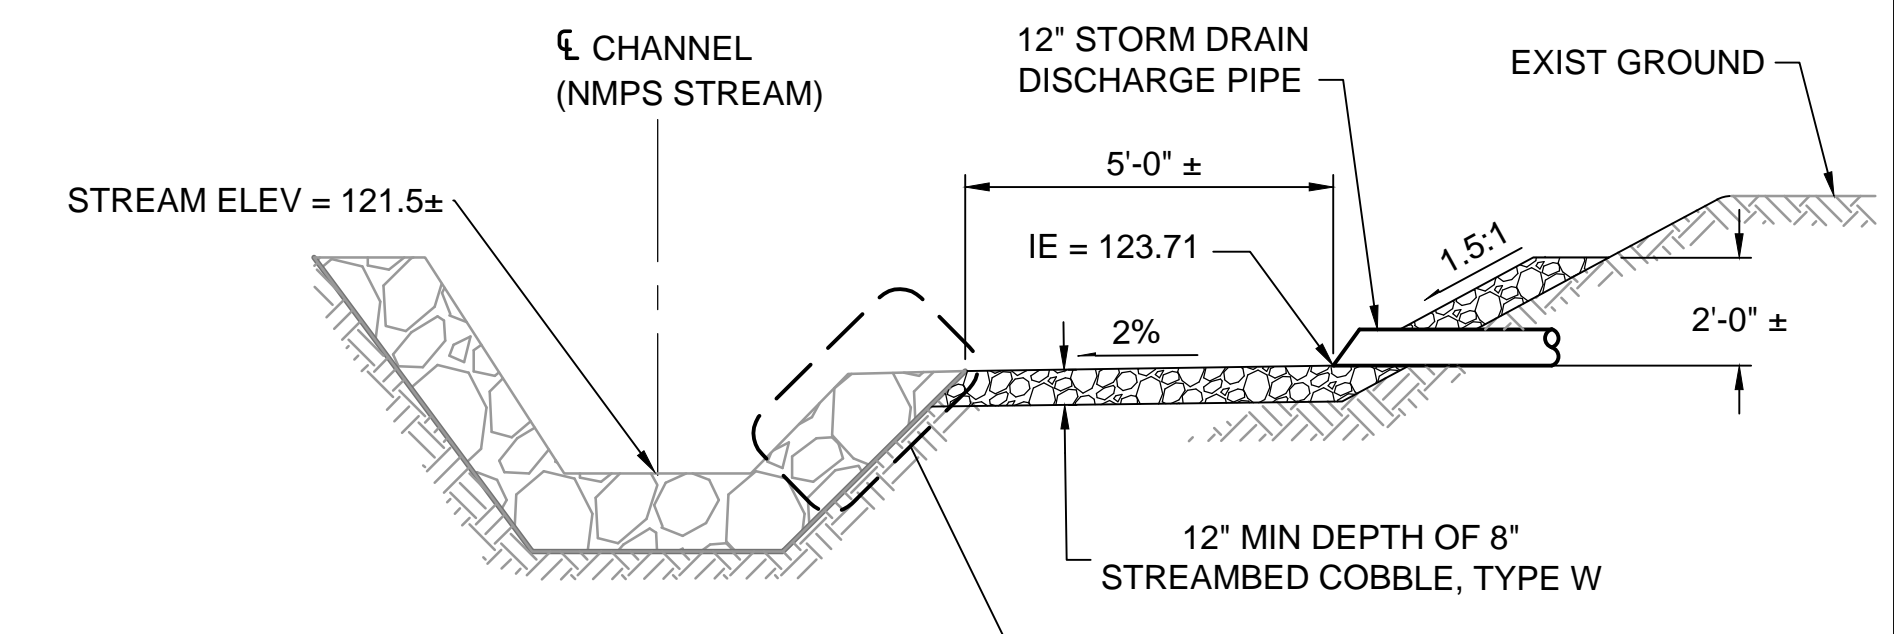 ℄ CHANNEL
(NMPS STREAM)
12" STORM DRAIN
DISCHARGE PIPE
EXIST GROUND
STREAM ELEV = 121.5±
5'-0" ±
IE = 123.71
1.5:1
2%
2'-0" ±
12" MIN DEPTH OF 8"
STREAMBED COBBLE, TYPE W